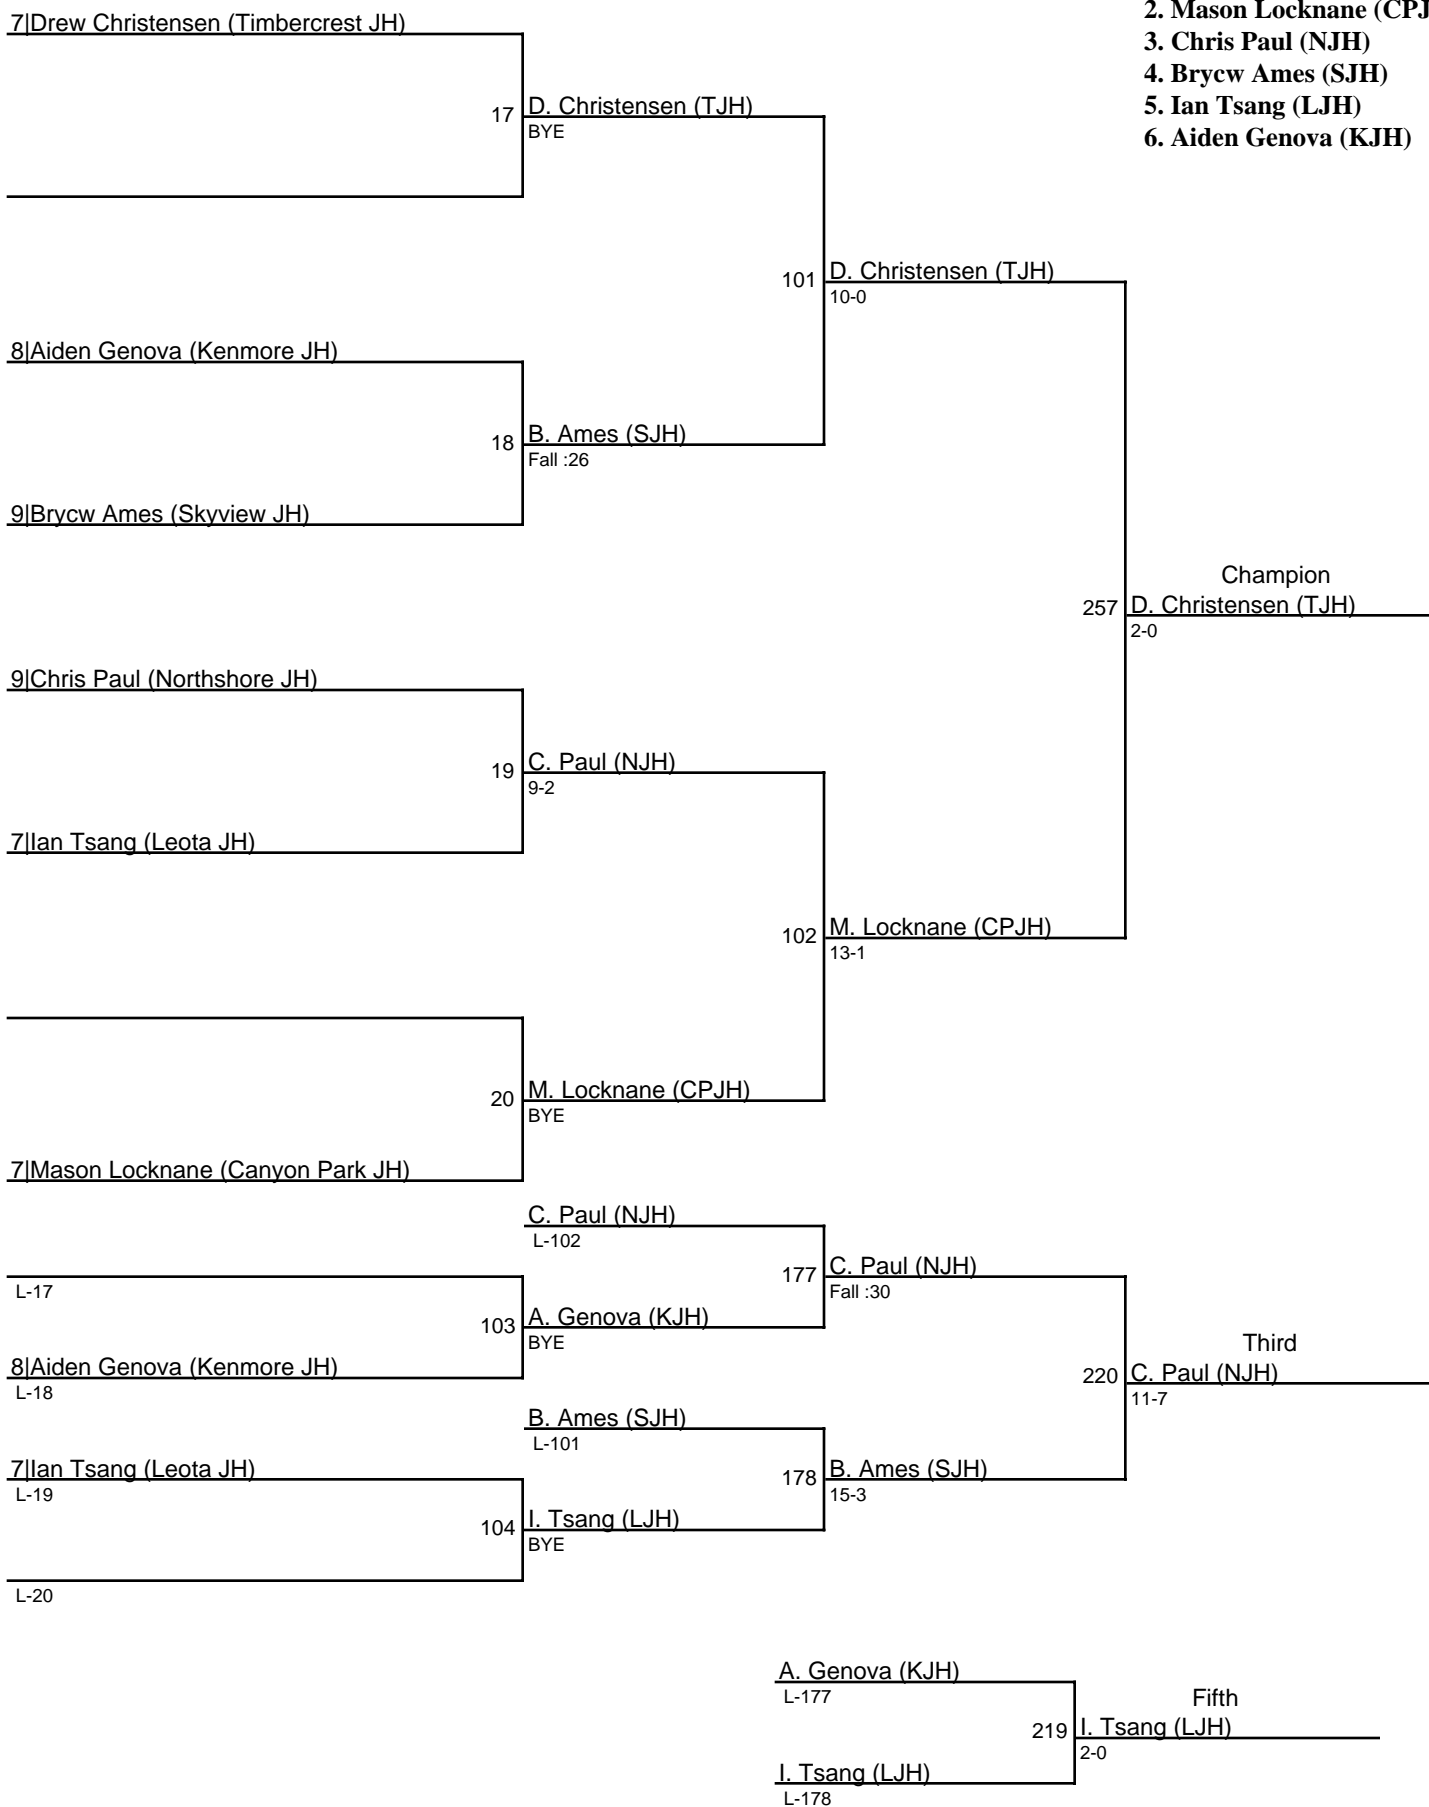 2. Mason Locknane (CPJ
3. Chris Paul (NJH)
4. Brycw Ames (SJH)
5. Ian Tsang (LJH)
6. Aiden Genova (KJH)
7|Drew Christensen (Timbercrest JH)
17
D. Christensen (TJH)
BYE
101
D. Christensen (TJH)
10-0
8|Aiden Genova (Kenmore JH)
18
B. Ames (SJH)
Fall :26
9|Brycw Ames (Skyview JH)
Champion
257
D. Christensen (TJH)
2-0
9|Chris Paul (Northshore JH)
19
C. Paul (NJH)
9-2
7|Ian Tsang (Leota JH)
102
M. Locknane (CPJH)
13-1
20
M. Locknane (CPJH)
BYE
7|Mason Locknane (Canyon Park JH)
C. Paul (NJH)
L-102
L-17
177
C. Paul (NJH)
Fall :30
103
A. Genova (KJH)
BYE
8|Aiden Genova (Kenmore JH)
L-18
Third
220
C. Paul (NJH)
11-7
B. Ames (SJH)
L-101
7|Ian Tsang (Leota JH)
L-19
178
B. Ames (SJH)
15-3
104
I. Tsang (LJH)
BYE
L-20
A. Genova (KJH)
L-177
Fifth
219
I. Tsang (LJH)
2-0
I. Tsang (LJH)
L-178